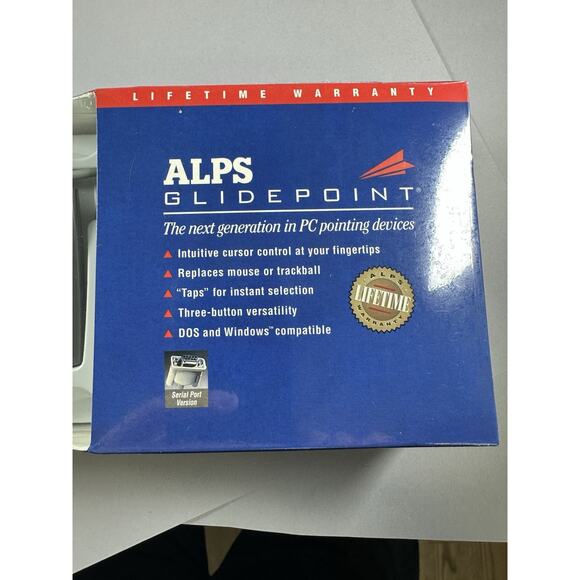 LIFETIME WARRANTY
ALPS
GLIDEPOINT®
The next generation in PC pointing devices
▲ Intuitive cursor control at your fingertips
▲ Replaces mouse or trackball
▲ “Taps” for instant selection
▲ Three-button versatility
▲ DOS and Windows™ compatible
ALPS
LIFETIME
WARRANTY
Serial Port
Version